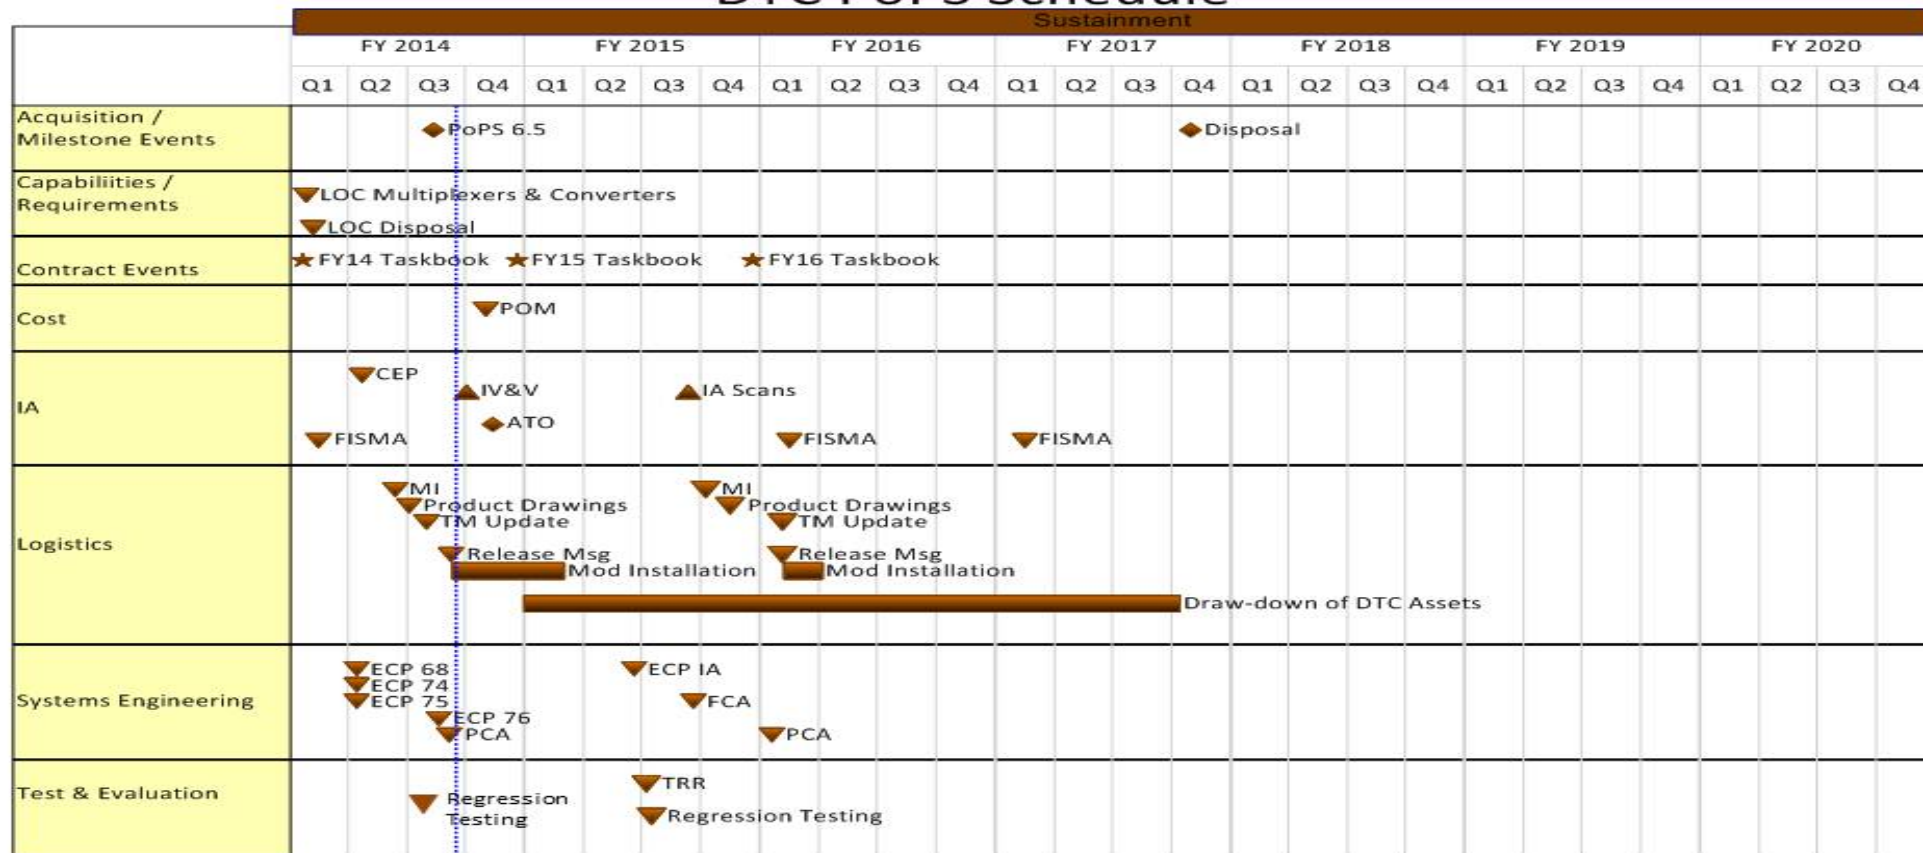 DTC PoPS Schedule
Sustainment
FY 2014 FY 2015 FY 2016 FY 2017 FY 2018 FY 2019 FY 2020
Q1 Q2 Q3 Q4 Q1 Q2 Q3 Q4 Q1 Q2 Q3 Q4 Q1 Q2 Q3 Q4 Q1 Q2 Q3 Q4 Q1 Q2 Q3 Q4 Q1 Q2 Q3 Q4
Acquisition /
Milestone Events
PoPS 6.5 Disposal
Capabiliities /
Requirements
LOC Multiplexers & Converters
LOC Disposal
Contract Events
FY14 Taskbook FY15 Taskbook FY16 Taskbook
Cost
POM
IA
CEP
IV&V IA Scans
ATO
FISMA FISMA FISMA
Logistics
MI MI
Product Drawings Product Drawings
TM Update TM Update
Release Msg Release Msg
Mod Installation Mod Installation
Draw-down of DTC Assets
Systems Engineering
ECP 68 ECP IA
ECP 74
ECP 75 FCA
ECP 76
PCA PCA
Test & Evaluation
TRR
Regression
Testing
Regression Testing